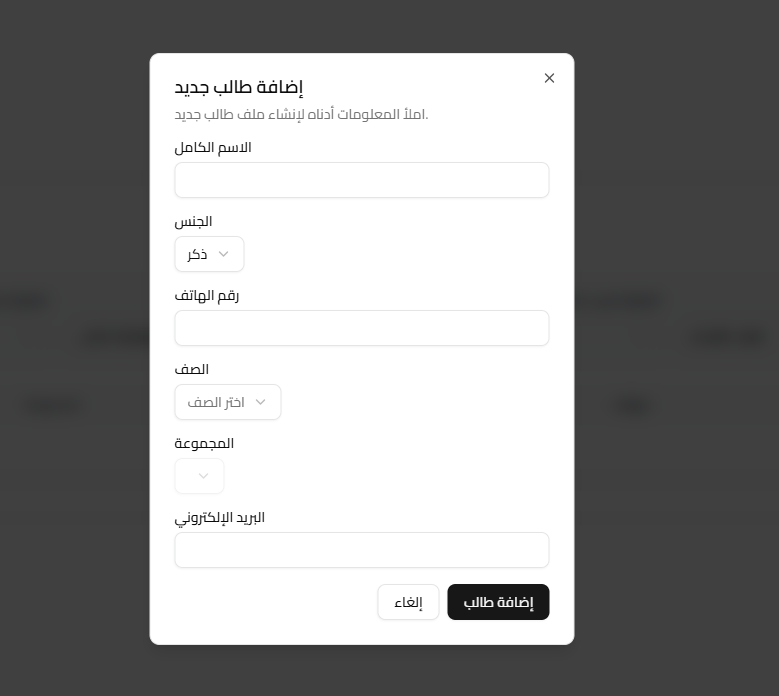 إضافة طالب جديد
املأ المعلومات أدناه لإنشاء ملف طالب جديد.
الاسم الكامل
الجنس
ذكر
رقم الهاتف
الصف
اختر الصف
المجموعة
البريد الإلكتروني
إضافة طالب
إلغاء